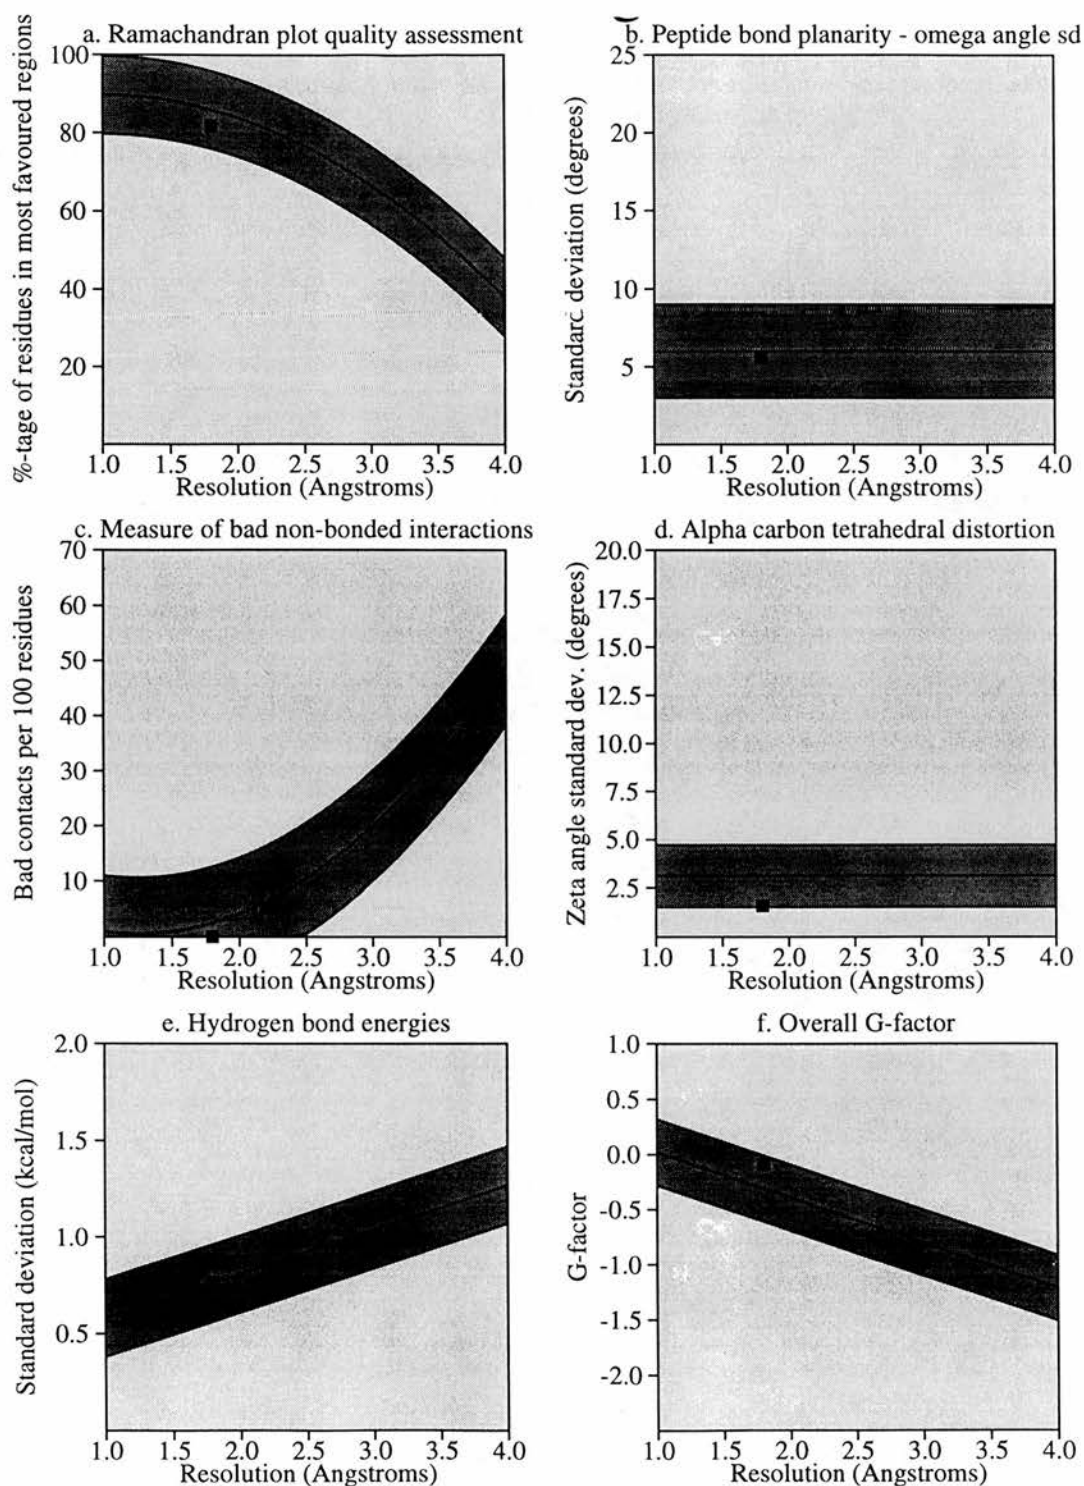 a. Ramachandran plot quality assessment
%-tage of residues in most favoured regions
100
80
60
40
20
1.0 1.5 2.0 2.5 3.0 3.5 4.0
Resolution (Angstroms)
b. Peptide bond planarity - omega angle sd
Standard deviation (degrees)
25
20
15
10
5
1.0 1.5 2.0 2.5 3.0 3.5 4.0
Resolution (Angstroms)
c. Measure of bad non-bonded interactions
Bad contacts per 100 residues
70
60
50
40
30
20
10
1.0 1.5 2.0 2.5 3.0 3.5 4.0
Resolution (Angstroms)
d. Alpha carbon tetrahedral distortion
Zeta angle standard dev. (degrees)
20.0
17.5
15.0
12.5
10.0
7.5
5.0
2.5
1.0 1.5 2.0 2.5 3.0 3.5 4.0
Resolution (Angstroms)
e. Hydrogen bond energies
Standard deviation (kcal/mol)
2.0
1.5
1.0
0.5
1.0 1.5 2.0 2.5 3.0 3.5 4.0
Resolution (Angstroms)
f. Overall G-factor
G-factor
1.0
0.5
0.0
-0.5
-1.0
-1.5
-2.0
1.0 1.5 2.0 2.5 3.0 3.5 4.0
Resolution (Angstroms)